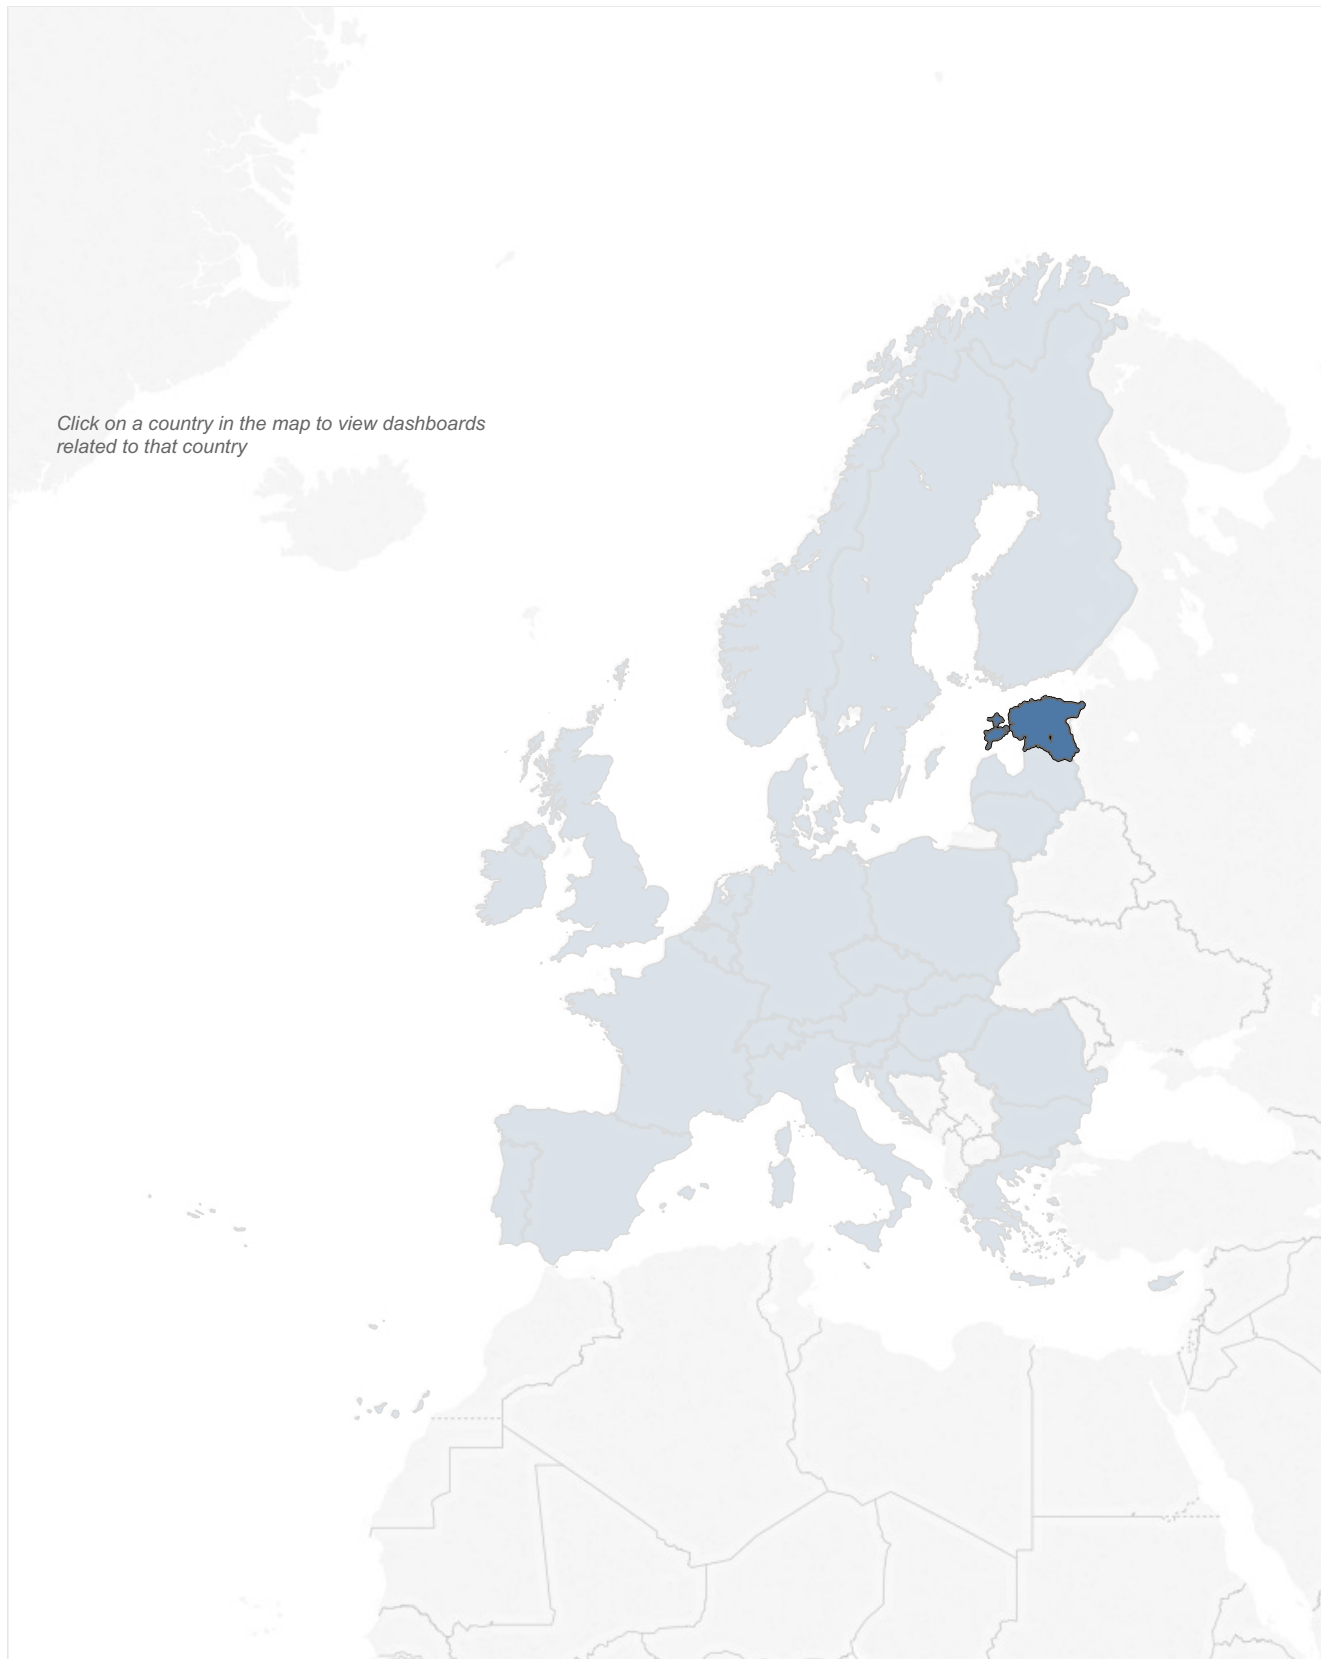 Click on a country in the map to view dashboards
related to that country